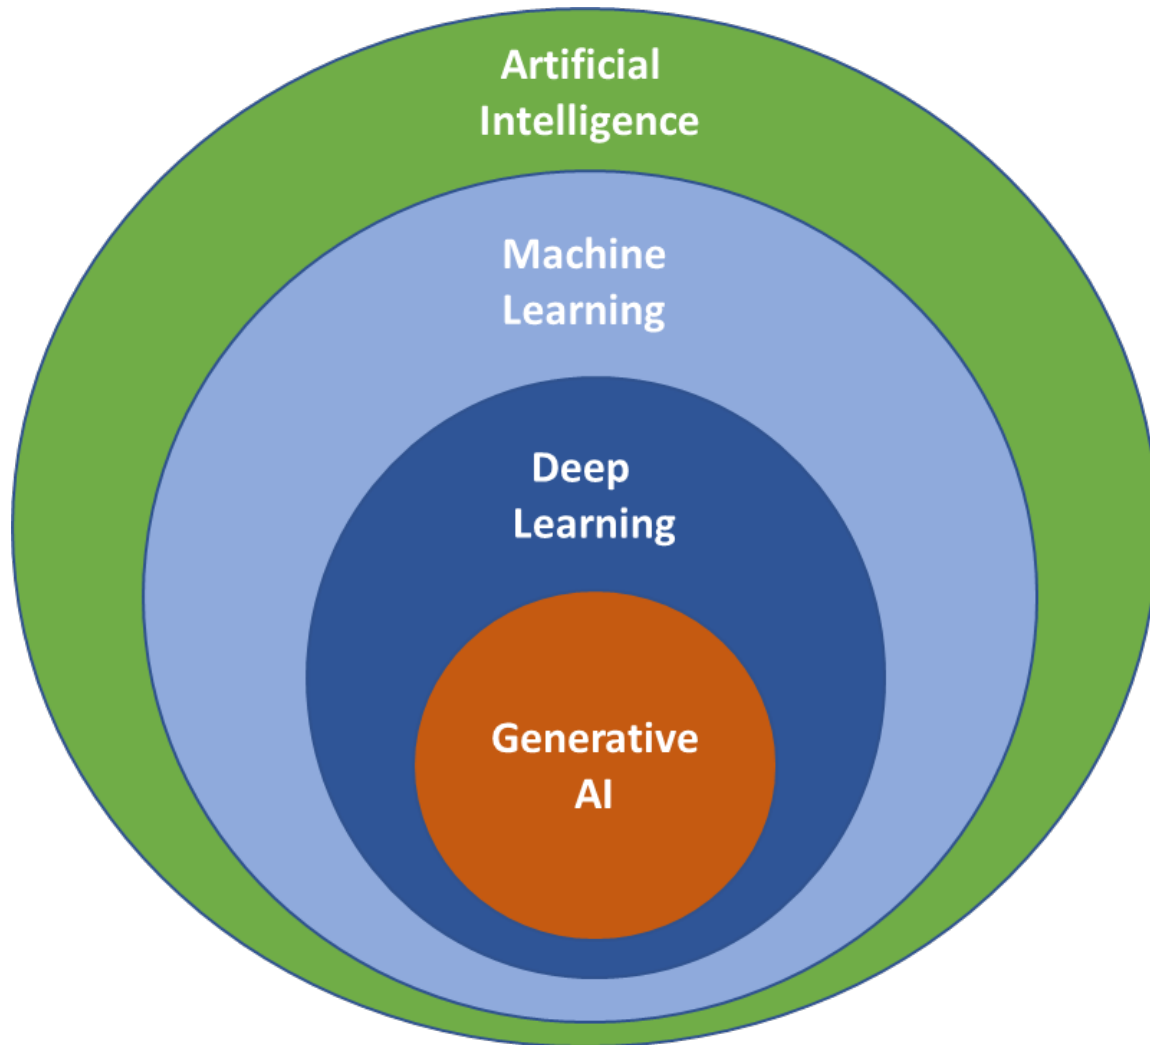 Artificial
Intelligence
Machine
Learning
Deep
Learning
Generative
AI